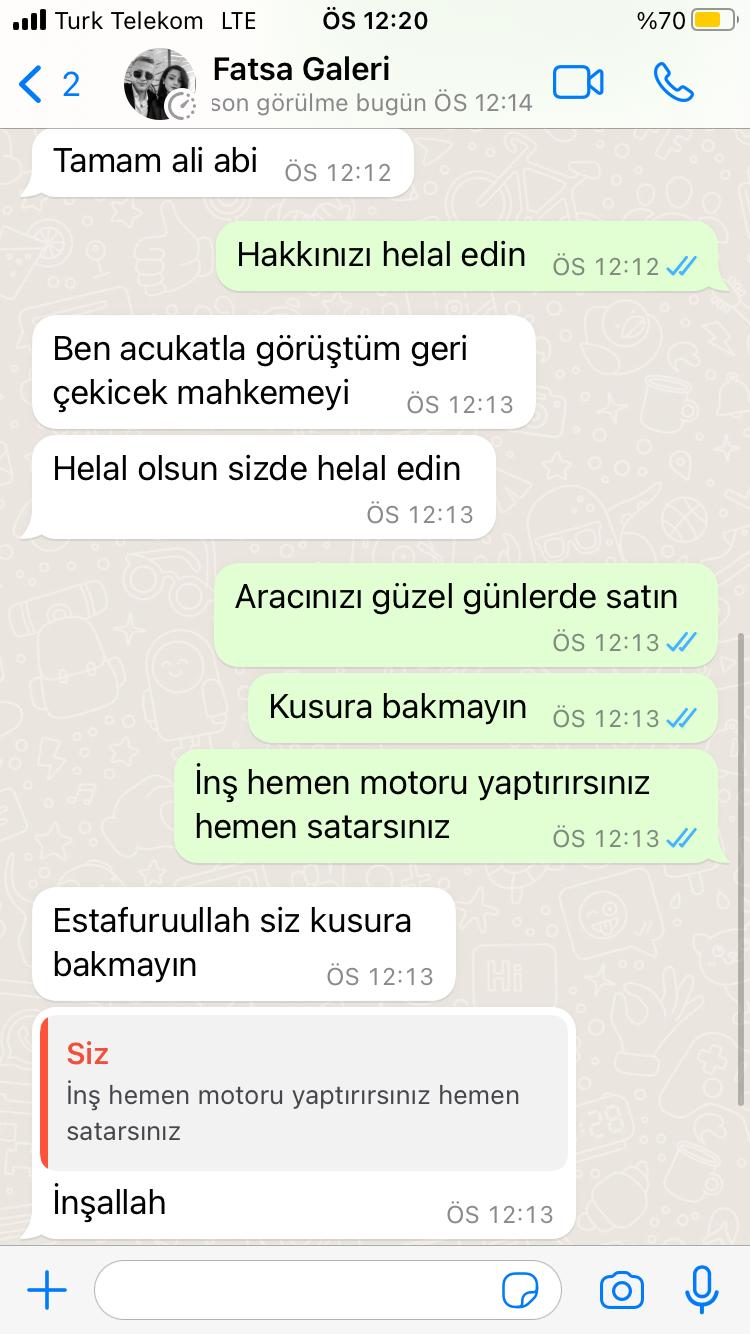 Turk Telekom LTE ÖS 12:20 %70
2 Fatsa Galeri
son görülme bugün ÖS 12:14
Tamam ali abi ÖS 12:12
Hakkınızı helal edin ÖS 12:12
Ben acukatla görüştüm geri
çekicek mahkemeyi ÖS 12:13
Helal olsun sizde helal edin
ÖS 12:13
Aracınızı güzel günlerde satın
ÖS 12:13
Kusura bakmayın ÖS 12:13
İnş hemen motoru yaptırırsınız
hemen satarsınız ÖS 12:13
Estafuruullah siz kusura
bakmayın ÖS 12:13
Siz
İnş hemen motoru yaptırırsınız hemen
satarsınız
İnşallah ÖS 12:13